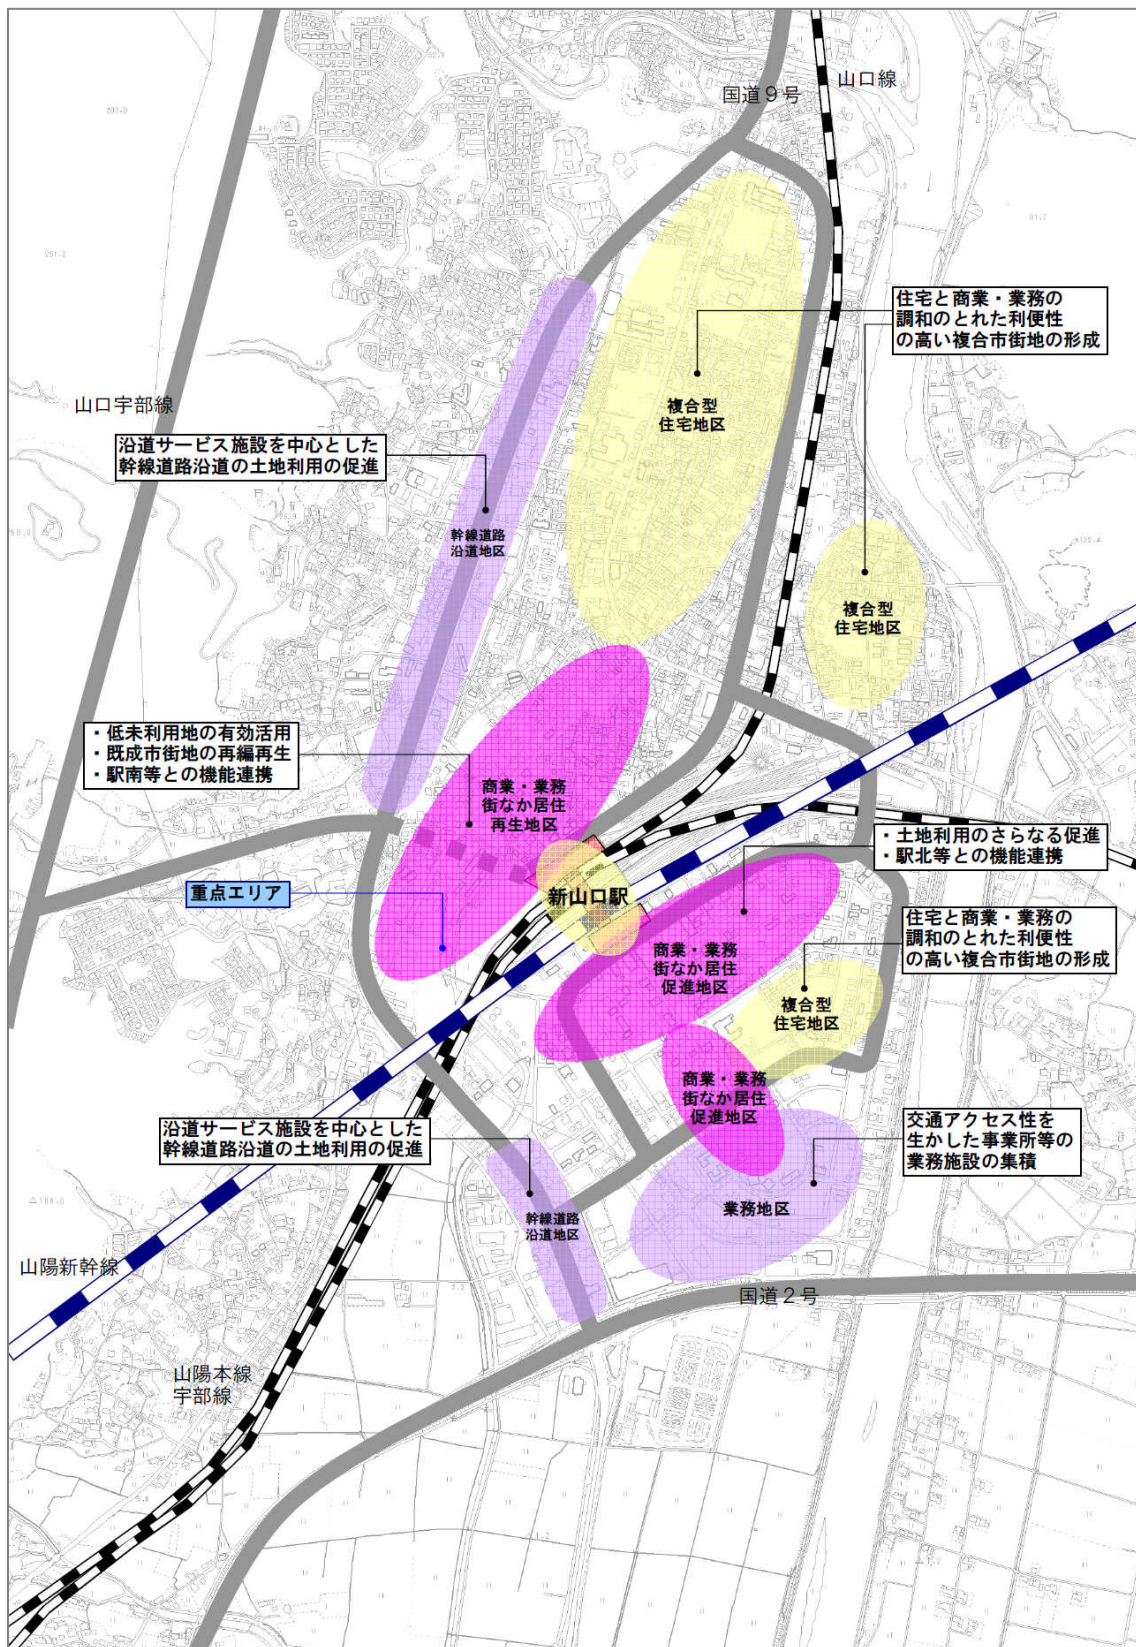 山口線
国道９号
住宅と商業・業務の
調和のとれた利便性
の高い複合市街地の形成
山口宇部線
複合型
住宅地区
沿道サービス施設を中心とした
幹線道路沿道の土地利用の促進
幹線道路
沿道地区
複合型
住宅地区
・低未利用地の有効活用
・既成市街地の再編再生
・駅南等との機能連携
商業・業務
街なか居住
再生地区
・土地利用のさらなる促進
・駅北等との機能連携
重点エリア
新山口駅
住宅と商業・業務の
調和のとれた利便性
の高い複合市街地の形成
商業・業務
街なか居住
促進地区
複合型
住宅地区
商業・業務
街なか居住
促進地区
沿道サービス施設を中心とした
幹線道路沿道の土地利用の促進
交通アクセス性を
生かした事業所等の
業務施設の集積
業務地区
幹線道路
沿道地区
山陽新幹線
国道２号
山陽本線
宇部線